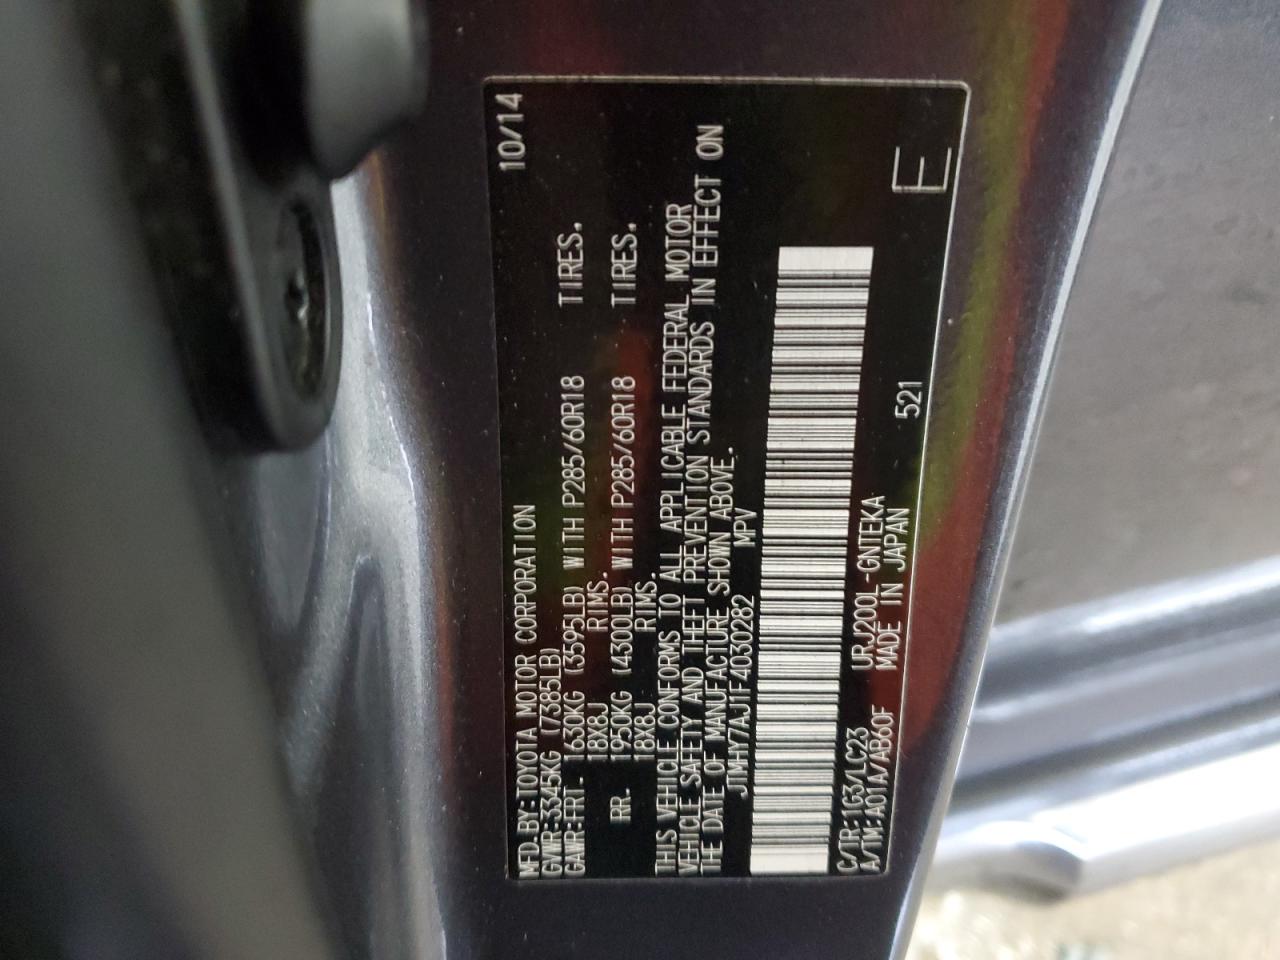 MFD. BY: TOYOTA MOTOR CORPORATION 10/14
GVWR: 3345KG (7385LB)
GAWR: FRT. 1630KG (3595LB) WITH P285/60R18 TIRES.
18X8J RIMS.
RR. 1950KG (4300LB) WITH P285/60R18 TIRES.
18X8J RIMS.
THIS VEHICLE CONFORMS TO ALL APPLICABLE FEDERAL MOTOR
VEHICLE SAFETY AND THEFT PREVENTION STANDARDS IN EFFECT ON
THE DATE OF MANUFACTURE SHOWN ABOVE.
JTMHY7AJ1F4030282 MPV
C/TR: 1G3/LC23 URJ200L-GNTEKA
A/TM: A01A/AB60F MADE IN JAPAN 521
E